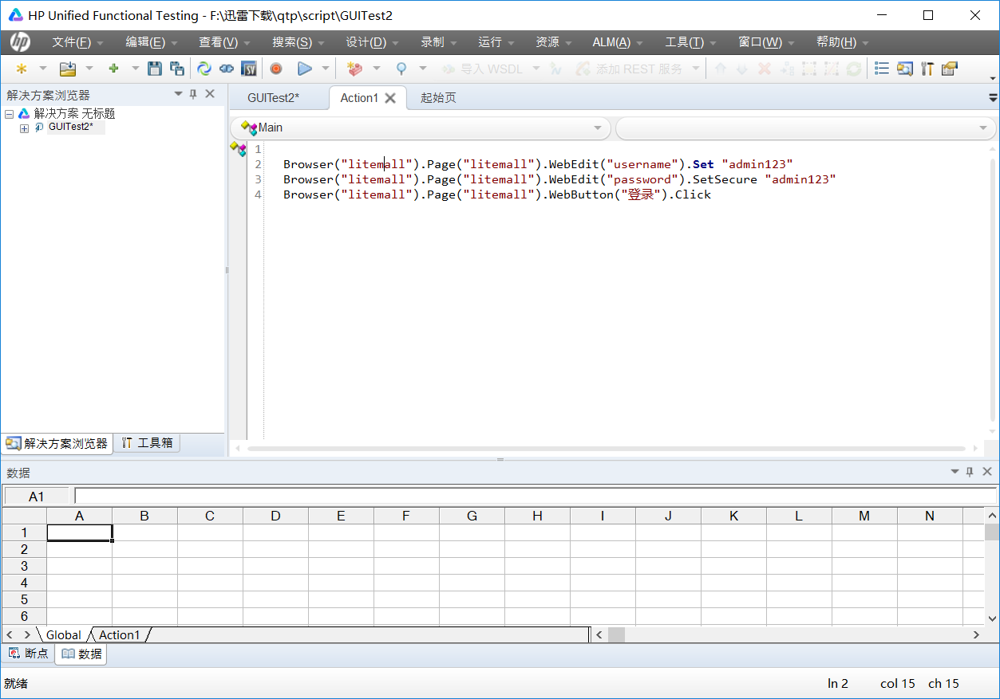 HP Unified Functional Testing - F:\迅雷下载\qtp\script\GUITest2
hp 文件(F) 编辑(E) 查看(V) 搜索(S) 设计(D) 录制 运行 资源 ALM(A) 工具(T) 窗口(W) 帮助(H)
导入 WSDL 添加 REST 服务
解决方案浏览器
解决方案 无标题
GUITest2*
GUITest2* Action1 起始页
Main
1
2 Browser("litemall").Page("litemall").WebEdit("username").Set "admin123"
3 Browser("litemall").Page("litemall").WebEdit("password").SetSecure "admin123"
4 Browser("litemall").Page("litemall").WebButton("登录").Click
解决方案浏览器 工具箱
数据
A1
A B C D E F G H I J K L M N
1
2
3
4
5
6
Global Action1
断点 数据
就绪 ln 2 col 15 ch 15